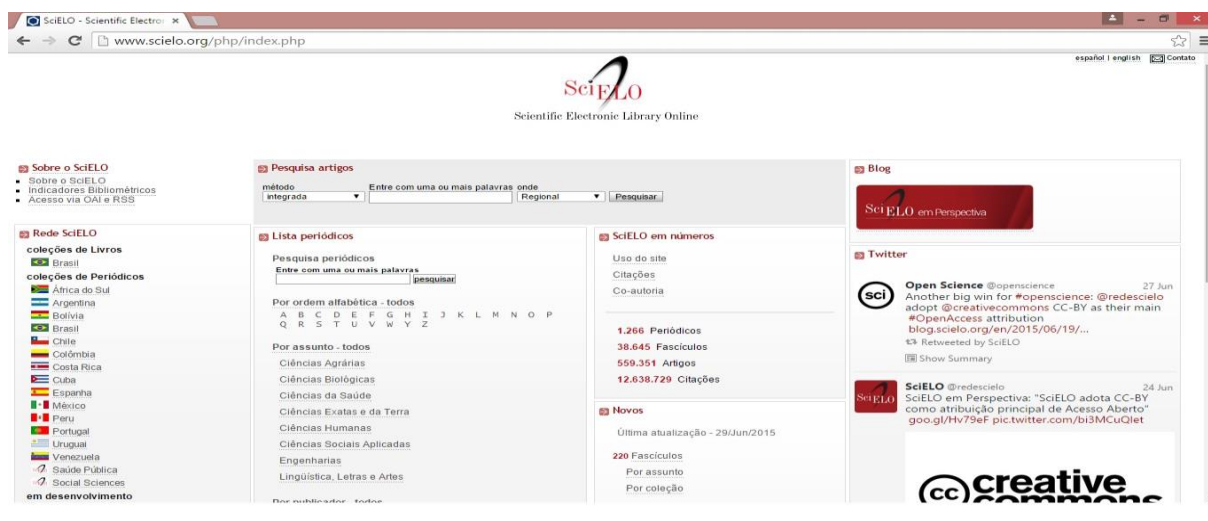 SciELO - Scientific Electro
www.scielo.org/php/index.php
español | english Contato
SciELO
Scientific Electronic Library Online
Sobre o SciELO
Sobre o SciELO
Indicadores Bibliométricos
Acesso via OAI e RSS
Pesquisa artigos
método Entre com uma ou mais palavras onde
integrada Regional Pesquisar
Rede SciELO
coleções de Livros
Brasil
coleções de Periódicos
África do Sul
Argentina
Bolívia
Brasil
Chile
Colômbia
Costa Rica
Cuba
Espanha
México
Peru
Portugal
Uruguai
Venezuela
Saúde Pública
Social Sciences
em desenvolvimento
Lista periódicos
Pesquisa periódicos
Entre com uma ou mais palavras
pesquisar
Por ordem alfabética - todos
A B C D E F G H I J K L M N O P
Q R S T U V W Y Z
Por assunto - todos
Ciências Agrárias
Ciências Biológicas
Ciências da Saúde
Ciências Exatas e da Terra
Ciências Humanas
Ciências Sociais Aplicadas
Engenharias
Lingüística, Letras e Artes
Por publicador - todos
SciELO em números
Uso do site
Citações
Co-autoria
1.266 Periódicos
38.645 Fascículos
559.351 Artigos
12.638.729 Citações
Novos
Última atualização - 29/Jun/2015
220 Fascículos
Por assunto
Por coleção
Blog
SciELO em Perspectiva
Twitter
sci
Open Science @openscience 27 Jun
Another big win for #openscience: @redescielo
adopt @creativecommons CC-BY as their main
#OpenAccess attribution
blog.scielo.org/en/2015/06/19/...
Retweeted by SciELO
Show Summary
SciELO
SciELO @redescielo 24 Jun
SciELO em Perspectiva: "SciELO adota CC-BY
como atribuição principal de Acesso Aberto"
goo.gl/Hv79eF pic.twitter.com/bi3MCuQlet
cc creative
commons